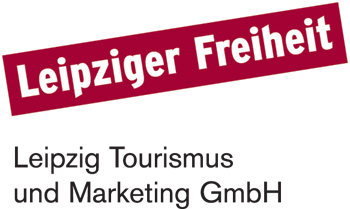 Leipziger Freiheit
Leipzig Tourismus
und Marketing GmbH